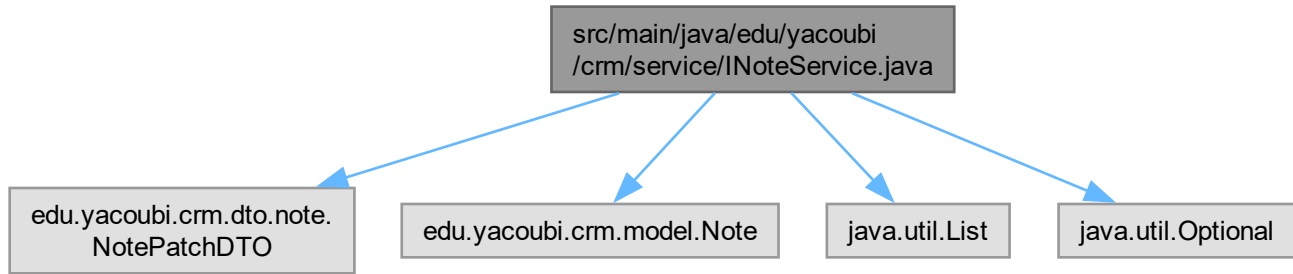 src/main/java/edu/yacoubi
/crm/service/INoteService.java
edu.yacoubi.crm.dto.note.
NotePatchDTO
edu.yacoubi.crm.model.Note
java.util.List
java.util.Optional